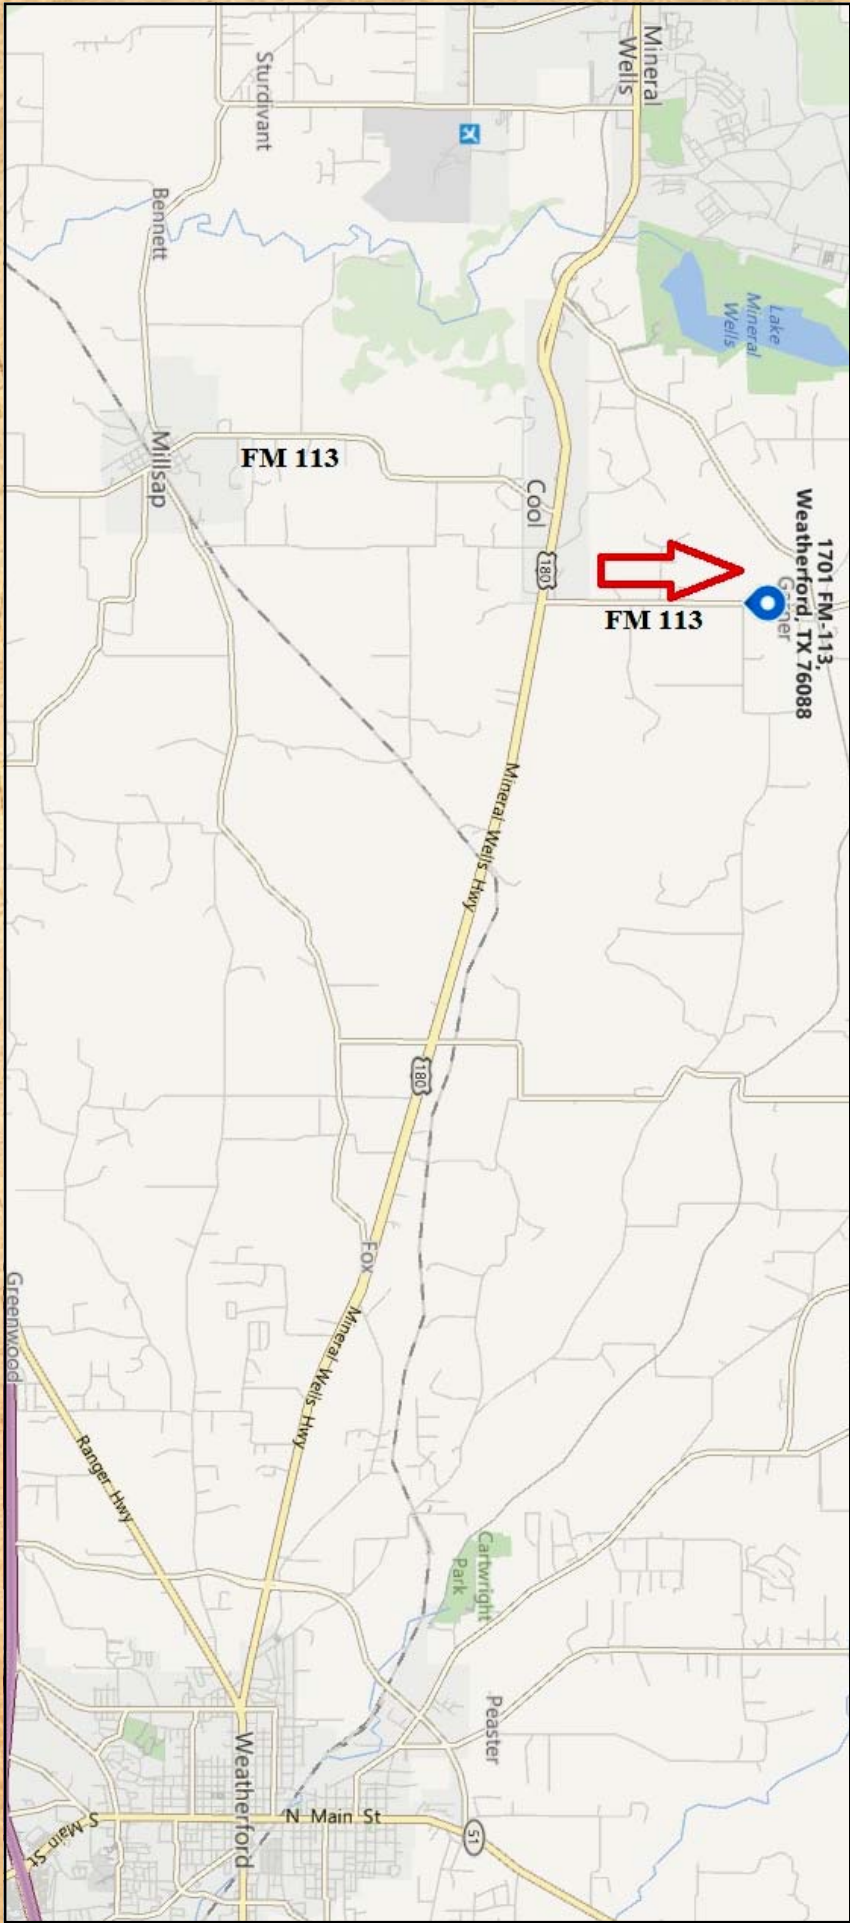 Mineral
Wells
Sturdivant
Bennett
Lake
Mineral
Wells
Millsap
FM 113
Cool
180
1701 FM-113,
Weatherford, TX 76088
Garner
FM 113
Mineral Wells Hwy
180
Fox
Mineral Wells Hwy
Greenwood
Ranger Hwy
Cartwright
Park
Peaster
Weatherford
N Main St
S Main St
51